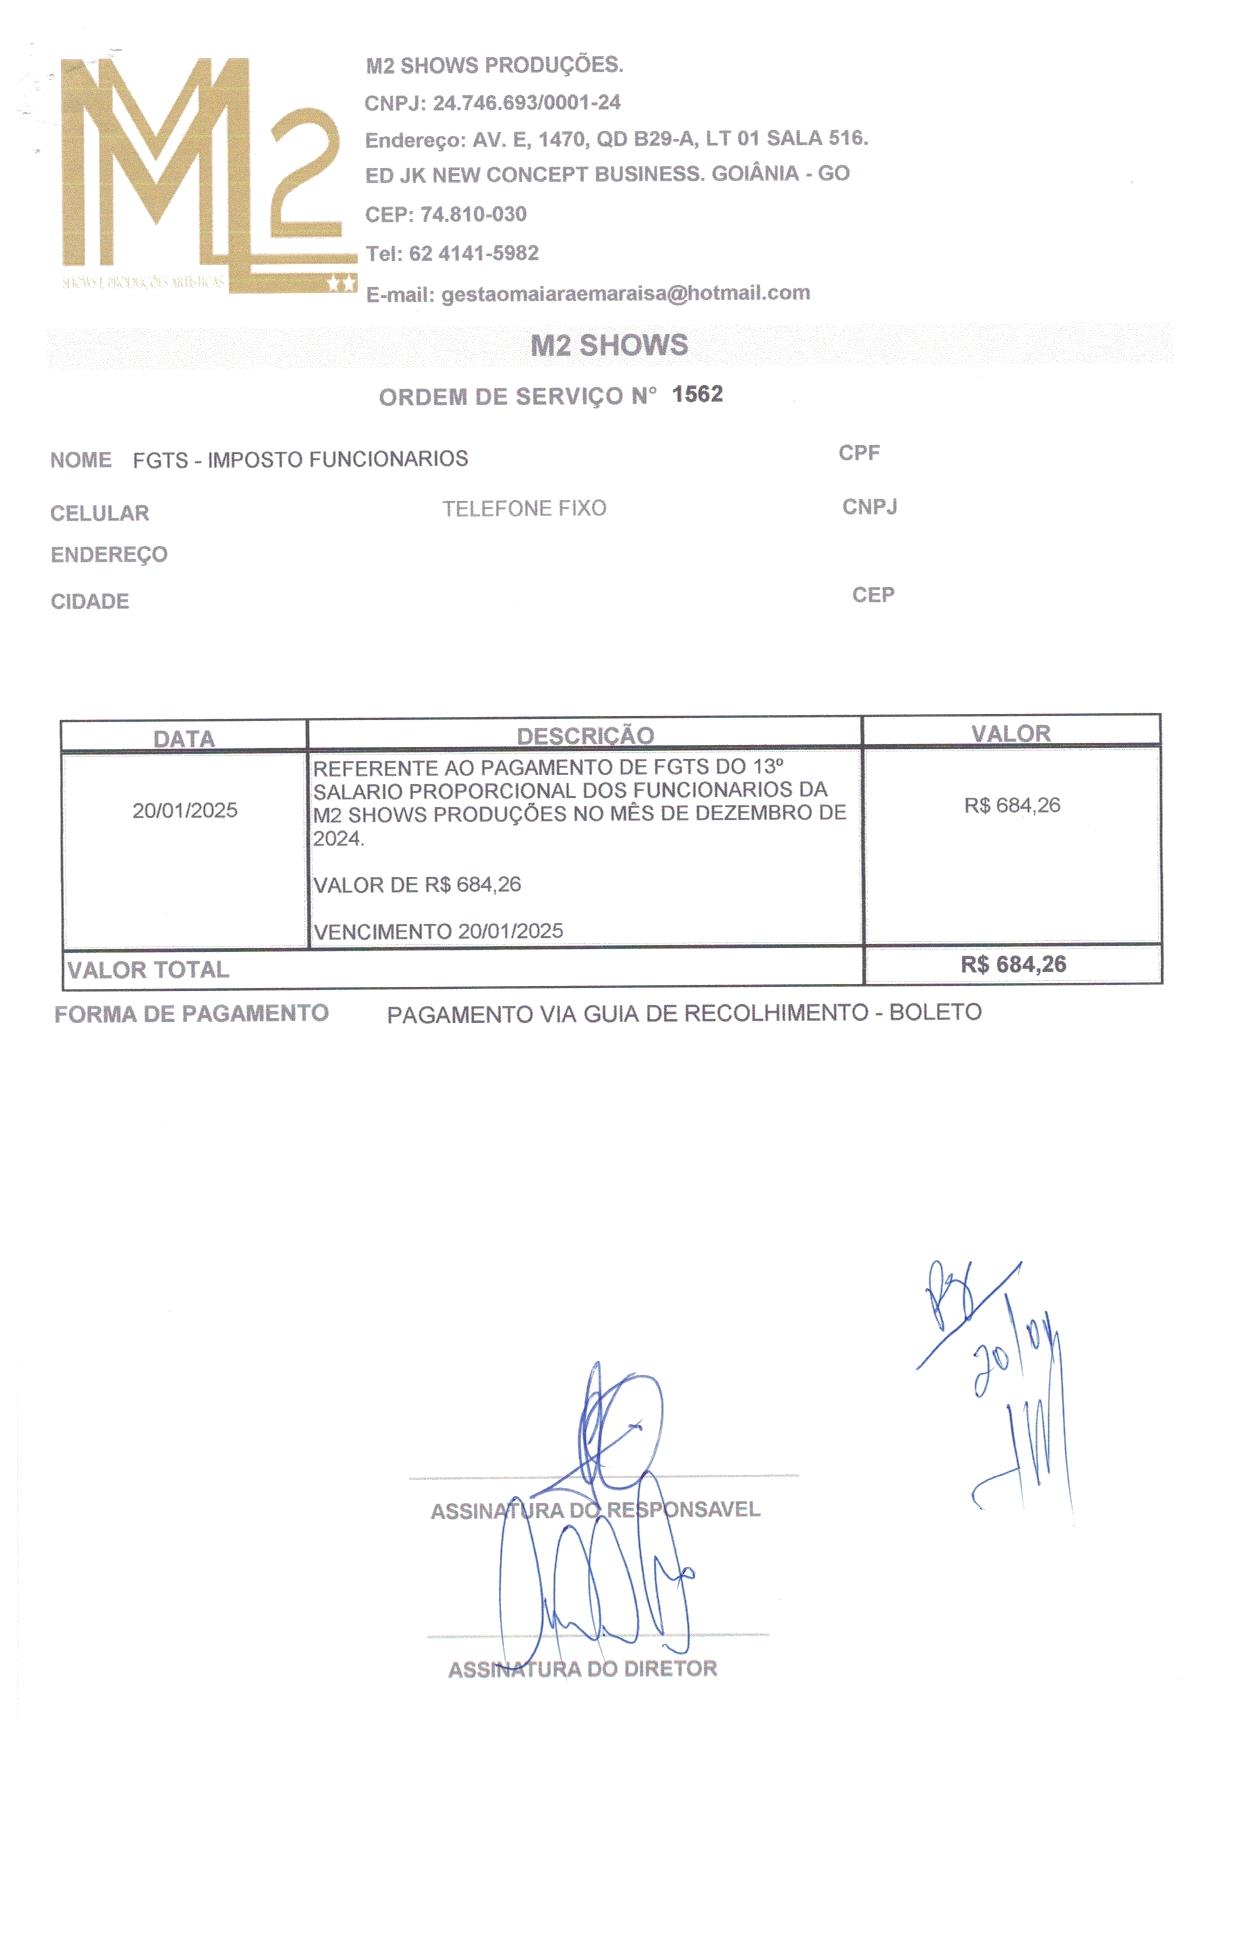 M2
SHOWS E PRODUÇÕES ARTISTICAS
M2 SHOWS PRODUÇÕES.
CNPJ: 24.746.693/0001-24
Endereço: AV. E, 1470, QD B29-A, LT 01 SALA 516.
ED JK NEW CONCEPT BUSINESS. GOIÂNIA - GO
CEP: 74.810-030
Tel: 62 4141-5982
E-mail: gestaomaiaraemaraisa@hotmail.com
M2 SHOWS
ORDEM DE SERVIÇO N° 1562
NOME FGTS - IMPOSTO FUNCIONARIOS CPF
CELULAR TELEFONE FIXO CNPJ
ENDEREÇO
CIDADE CEP
DATA DESCRIÇÃO VALOR
REFERENTE AO PAGAMENTO DE FGTS DO 13º
SALARIO PROPORCIONAL DOS FUNCIONARIOS DA
20/01/2025 M2 SHOWS PRODUÇÕES NO MÊS DE DEZEMBRO DE R$ 684,26
2024.
VALOR DE R$ 684,26
VENCIMENTO 20/01/2025
VALOR TOTAL R$ 684,26
FORMA DE PAGAMENTO PAGAMENTO VIA GUIA DE RECOLHIMENTO - BOLETO
20/01
ASSINATURA DO RESPONSAVEL
ASSINATURA DO DIRETOR